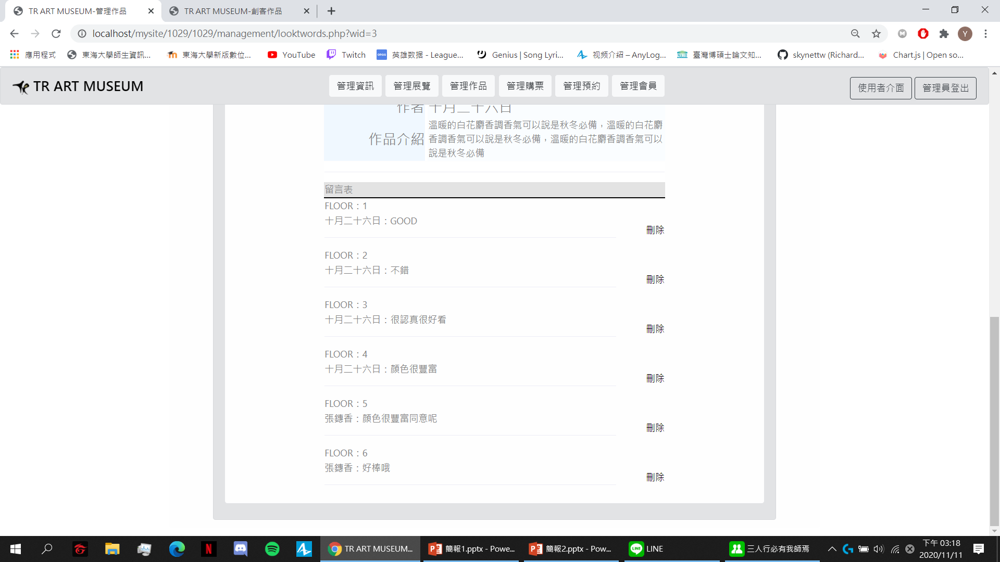 TR ART MUSEUM-管理作品
TR ART MUSEUM-創客作品
localhost/mysite/1029/1029/management/looktwords.php?wid=3
Y
應用程式
東海大學師生資訊...
東海大學新版數位...
YouTube
Twitch
OPGG
英雄数据 - League...
Genius | Song Lyri...
视频介绍 – AnyLog...
臺灣博碩士論文知...
skynettw (Richard...
Chart.js | Open so...
TR ART MUSEUM
管理資訊
管理展覽
管理作品
管理購票
管理預約
管理會員
使用者介面
管理員登出
作者 十月二十六日
作品介紹
溫暖的白花麝香調香氣可以說是秋冬必備，溫暖的白花麝
香調香氣可以說是秋冬必備，溫暖的白花麝香調香氣可以
說是秋冬必備
留言表
FLOOR：1
十月二十六日：GOOD
刪除
FLOOR：2
十月二十六日：不錯
刪除
FLOOR：3
十月二十六日：很認真很好看
刪除
FLOOR：4
十月二十六日：顏色很豐富
刪除
FLOOR：5
張鏸香：顏色很豐富同意呢
刪除
FLOOR：6
張鏸香：好棒哦
刪除
TR ART MUSEUM...
簡報1.pptx - Powe...
簡報2.pptx - Pow...
LINE
三人行必有我師焉
下午 03:18
2020/11/11